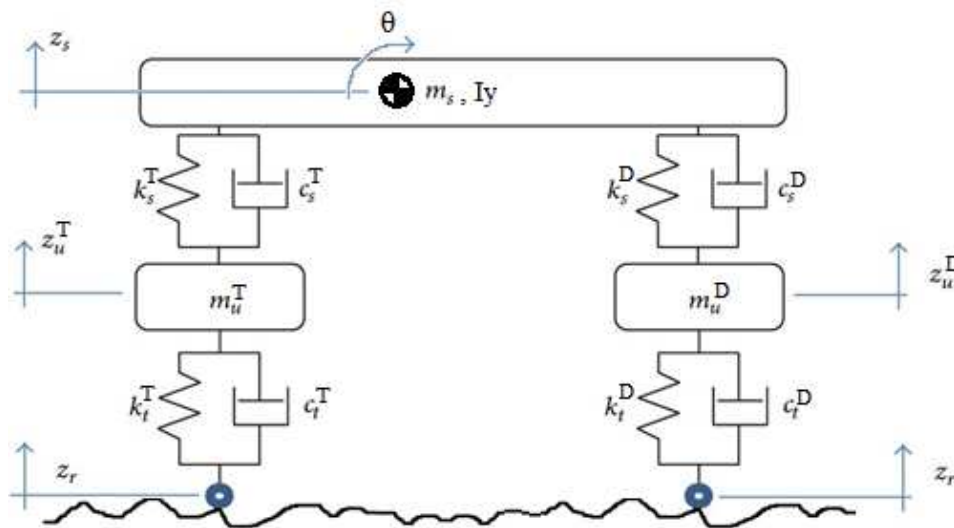 θ
z_s
m_s , Iy
k_s^T c_s^T k_s^D c_s^D
z_u^T
z_u^D
m_u^T m_u^D
k_t^T c_t^T k_t^D c_t^D
z_r z_r